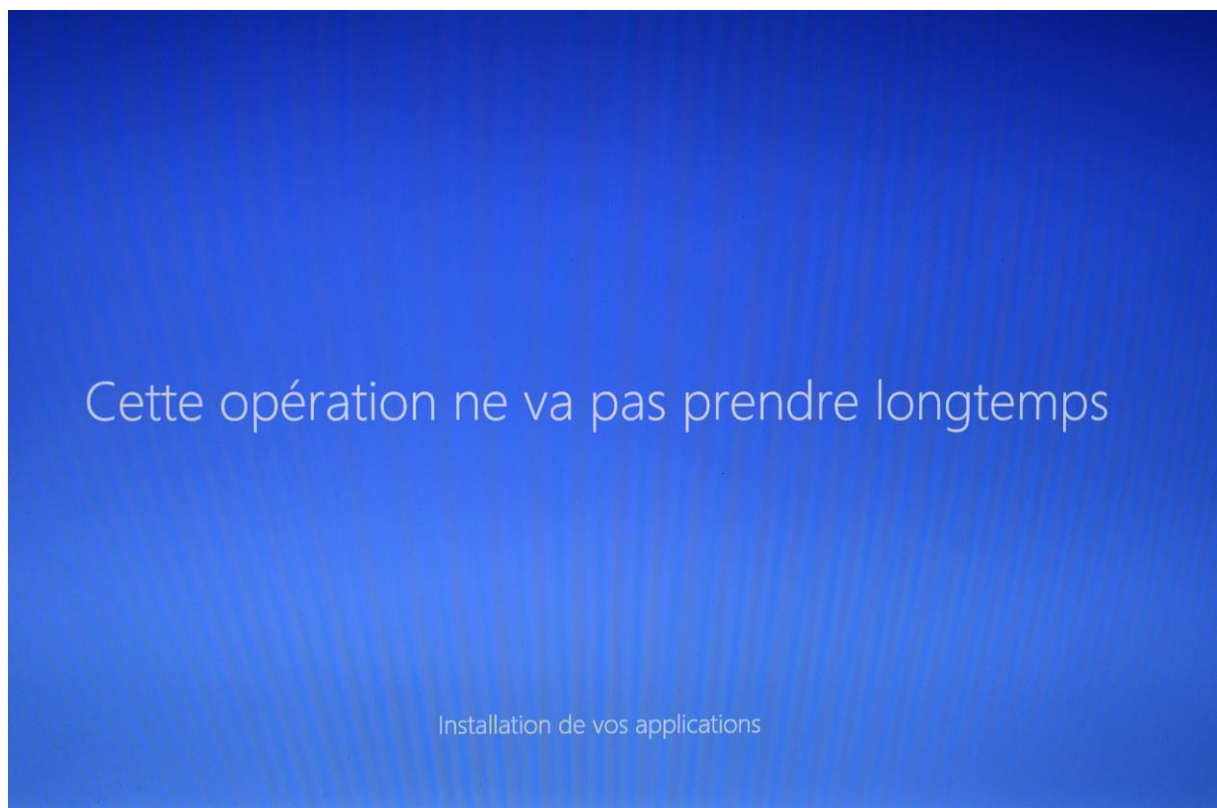 Cette opération ne va pas prendre longtemps
Installation de vos applications